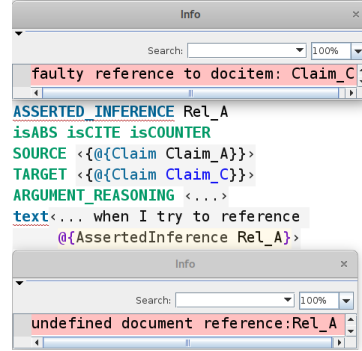 Info ×
Search: 100%
faulty reference to docitem: Claim_C
ASSERTED_INFERENCE Rel_A
isABS isCITE isCOUNTER
SOURCE ‹{@{Claim Claim_A}}›
TARGET ‹{@{Claim Claim_C}}›
ARGUMENT_REASONING ‹...›
text‹... when I try to reference
@{AssertedInference Rel_A}›
Info ×
Search: 100%
undefined document reference:Rel_A